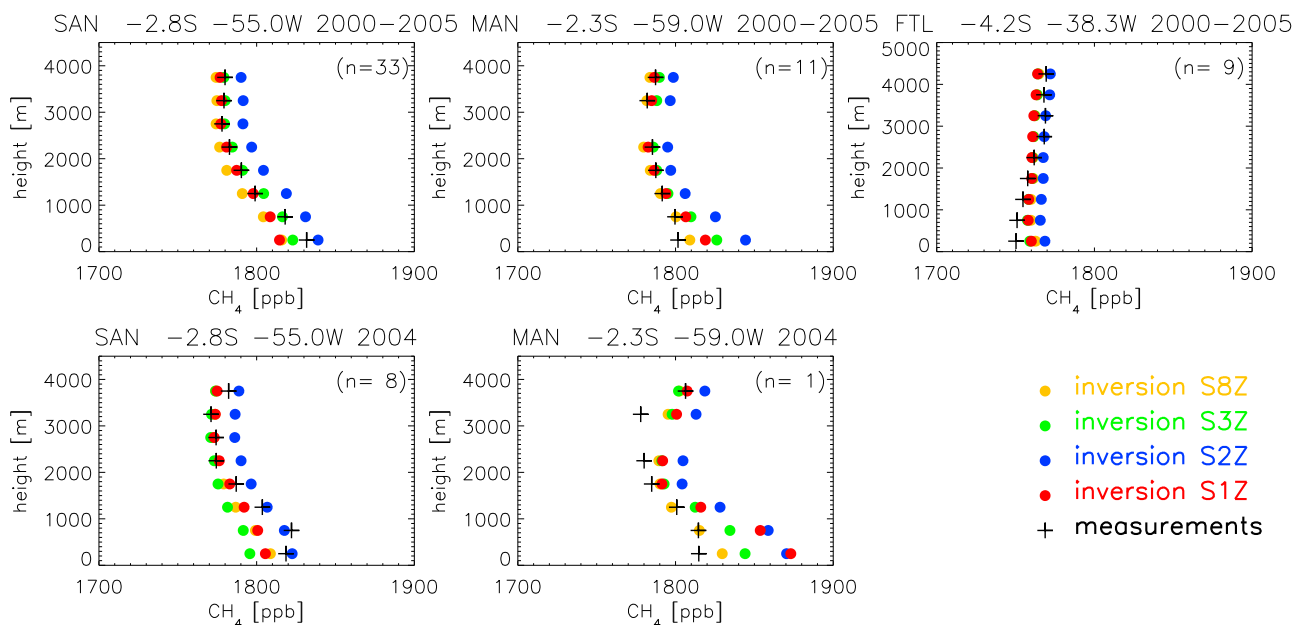 SAN −2.8S −55.0W 2000−2005
MAN −2.3S −59.0W 2000−2005
FTL −4.2S −38.3W 2000−2005
(n=33)
4000
3000
2000
1000
0
height [m]
1700 1800 1900
CH4 [ppb]
(n=11)
4000
3000
2000
1000
0
height [m]
1700 1800 1900
CH4 [ppb]
(n= 9)
5000
4000
3000
2000
1000
0
height [m]
1700 1800 1900
CH4 [ppb]
SAN −2.8S −55.0W 2004
MAN −2.3S −59.0W 2004
(n= 8)
4000
3000
2000
1000
0
height [m]
1700 1800 1900
CH4 [ppb]
(n= 1)
4000
3000
2000
1000
0
height [m]
1700 1800 1900
CH4 [ppb]
inversion S8Z
inversion S3Z
inversion S2Z
inversion S1Z
measurements